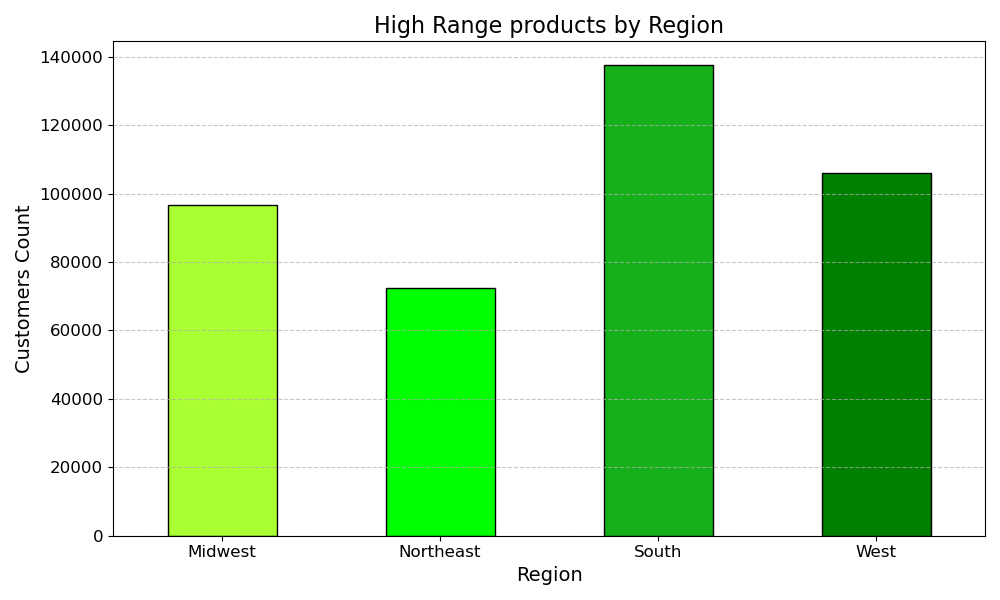 High Range products by Region
140000
120000
100000
80000
60000
40000
20000
0
Customers Count
Midwest
Northeast
South
West
Region